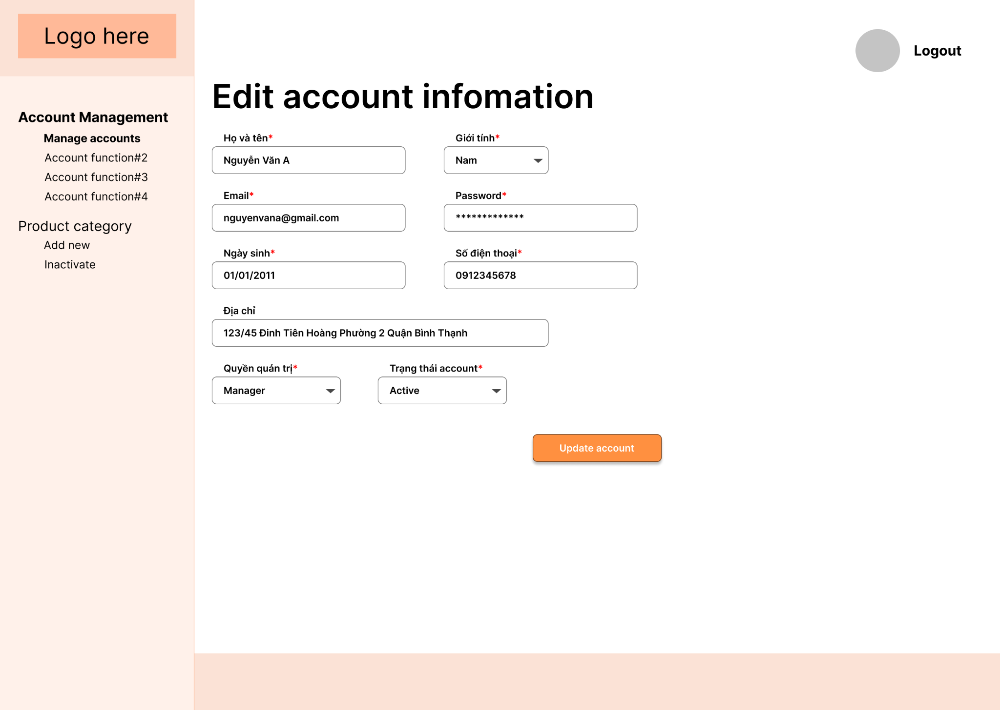 Logo here
Logout
Account Management
Manage accounts
Account function#2
Account function#3
Account function#4
Product category
Add new
Inactivate
Edit account infomation
Họ và tên*
Giới tính*
Nguyễn Văn A
Nam
Email*
Password*
nguyenvana@gmail.com
*************
Ngày sinh*
Số điện thoại*
01/01/2011
0912345678
Địa chỉ
123/45 Đinh Tiên Hoàng Phường 2 Quận Bình Thạnh
Quyền quản trị*
Trạng thái account*
Manager
Active
Update account